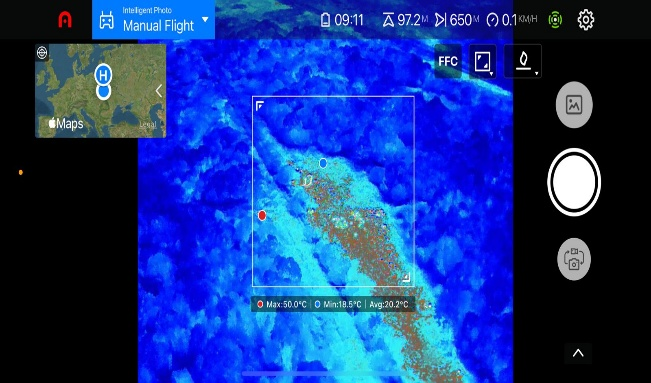 Intelligent Photo
Manual Flight
09:11
97.2M
650M
0.1KM/H
H
FFC
Maps
Legal
Max:50.0°C | Min:18.5°C | Avg:20.2°C